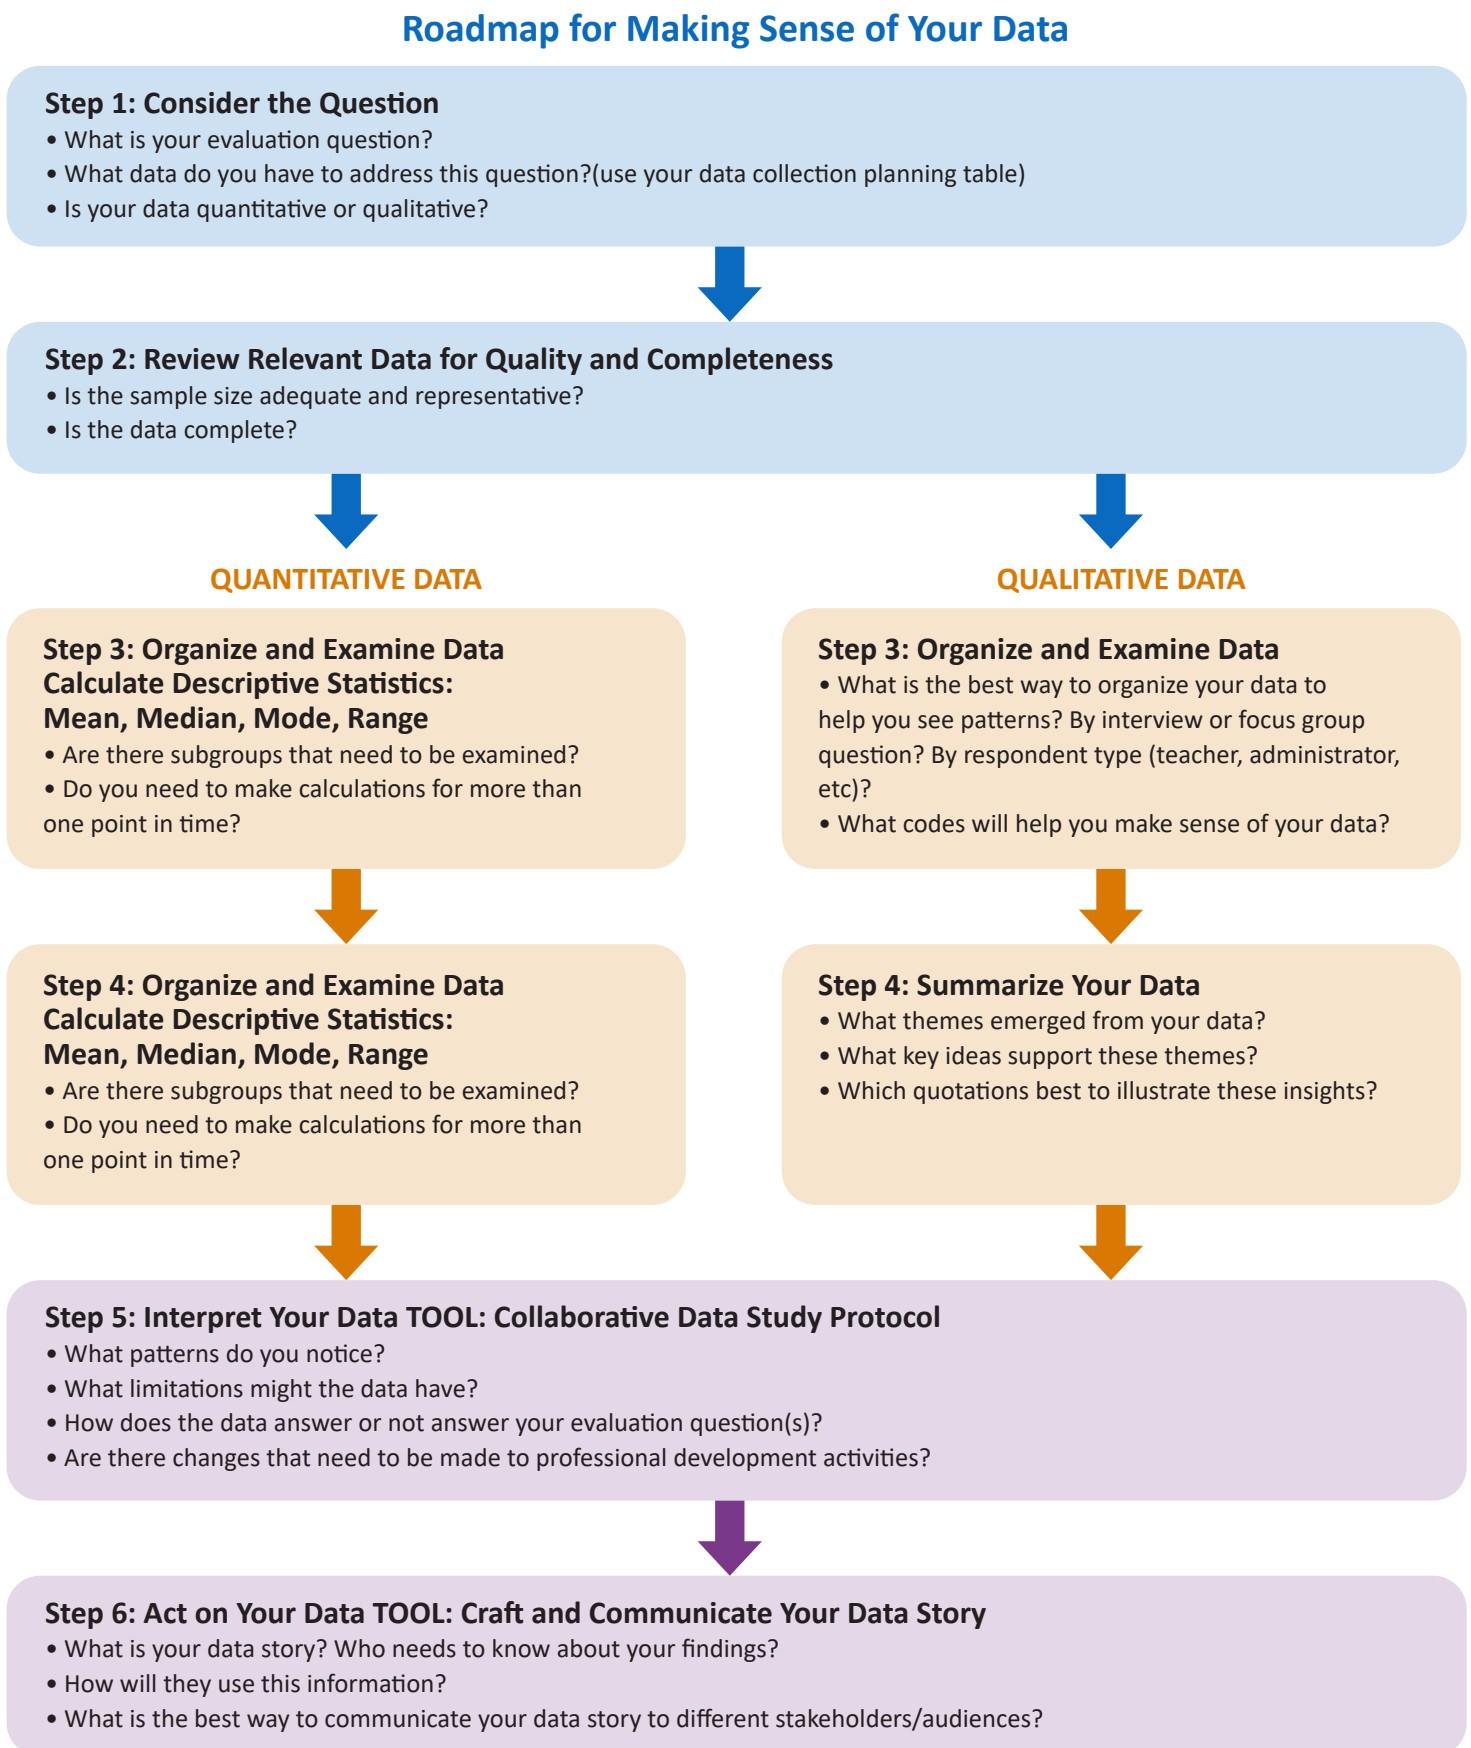 Roadmap for Making Sense of Your Data
Step 1: Consider the Question
• What is your evaluation question?
• What data do you have to address this question?(use your data collection planning table)
• Is your data quantitative or qualitative?
Step 2: Review Relevant Data for Quality and Completeness
• Is the sample size adequate and representative?
• Is the data complete?
QUANTITATIVE DATA
Step 3: Organize and Examine Data
Calculate Descriptive Statistics:
Mean, Median, Mode, Range
• Are there subgroups that need to be examined?
• Do you need to make calculations for more than
one point in time?
Step 4: Organize and Examine Data
Calculate Descriptive Statistics:
Mean, Median, Mode, Range
• Are there subgroups that need to be examined?
• Do you need to make calculations for more than
one point in time?
QUALITATIVE DATA
Step 3: Organize and Examine Data
• What is the best way to organize your data to
help you see patterns? By interview or focus group
question? By respondent type (teacher, administrator,
etc)?
• What codes will help you make sense of your data?
Step 4: Summarize Your Data
• What themes emerged from your data?
• What key ideas support these themes?
• Which quotations best to illustrate these insights?
Step 5: Interpret Your Data TOOL: Collaborative Data Study Protocol
• What patterns do you notice?
• What limitations might the data have?
• How does the data answer or not answer your evaluation question(s)?
• Are there changes that need to be made to professional development activities?
Step 6: Act on Your Data TOOL: Craft and Communicate Your Data Story
• What is your data story? Who needs to know about your findings?
• How will they use this information?
• What is the best way to communicate your data story to different stakeholders/audiences?